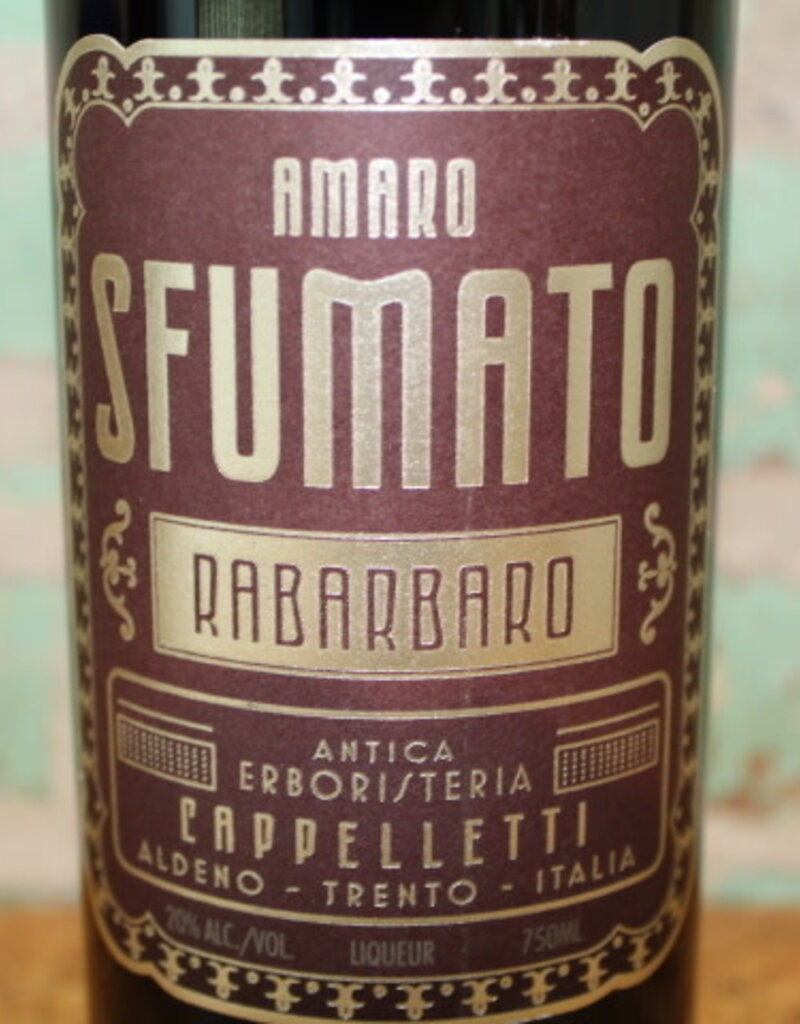 AMARO
SFUMATO
RABARBARO
ANTICA
ERBORISTERIA
CAPPELLETTI
ALDENO - TRENTO - ITALIA
20% ALC./VOL. LIQUEUR 750ML